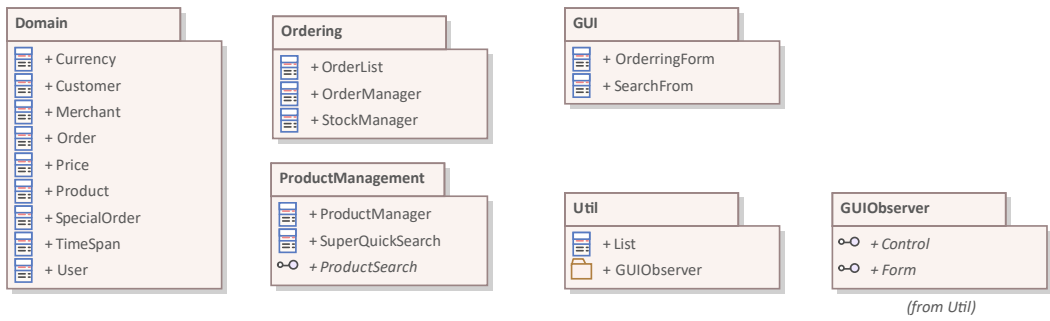 Domain
+ Currency
+ Customer
+ Merchant
+ Order
+ Price
+ Product
+ SpecialOrder
+ TimeSpan
+ User
Ordering
+ OrderList
+ OrderManager
+ StockManager
ProductManagement
+ ProductManager
+ SuperQuickSearch
+ ProductSearch
GUI
+ OrderringForm
+ SearchFrom
Util
+ List
+ GUIObserver
GUIObserver
+ Control
+ Form
(from Util)